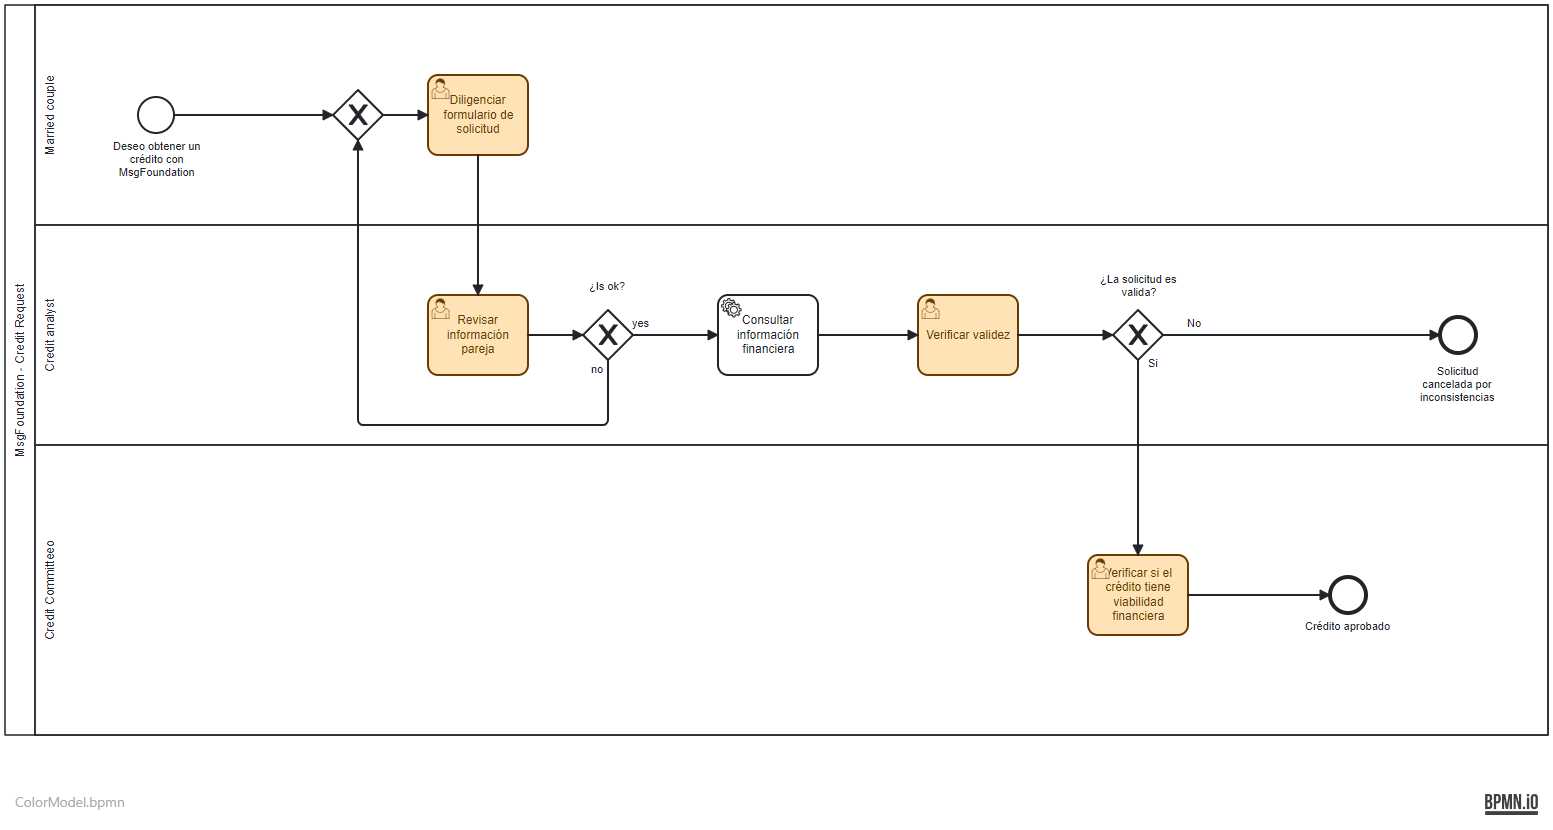 MsgFoundation - Credit Request
Married couple
Deseo obtener un
crédito con
MsgFoundation
Diligenciar
formulario de
solicitud
Credit analyst
Revisar
información
pareja
¿Is ok?
yes
no
Consultar
información
financiera
Verificar validez
¿La solicitud es
valida?
No
Si
Solicitud
cancelada por
inconsistencias
Credit Committeeo
Verificar si el
crédito tiene
viabilidad
financiera
Crédito aprobado
ColorModel.bpmn
BPMN.iO